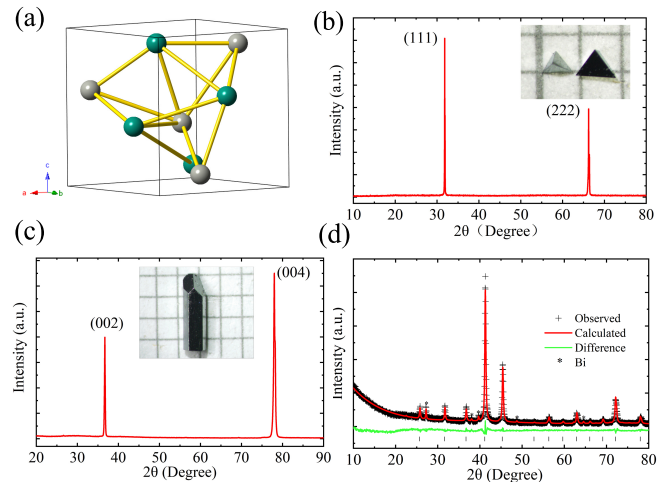 (a)
c
a
b
(b)
Intensity (a.u.)
(111)
(222)
10 20 30 40 50 60 70 80
2θ（Degree）
(c)
Intensity (a.u.)
(002)
(004)
20 30 40 50 60 70 80 90
2θ (Degree)
(d)
Intensity (a.u.)
Observed
Calculated
Difference
* Bi
*
10 20 30 40 50 60 70 80
2θ (Degree)